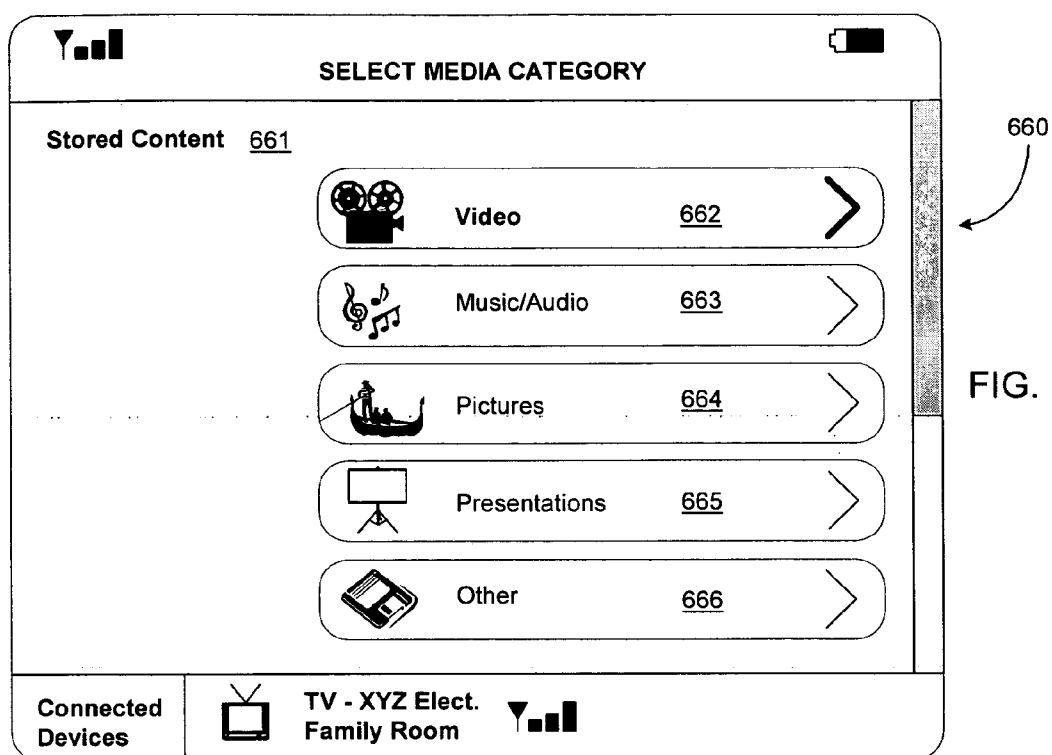 SELECT MEDIA CATEGORY
Stored Content 661
660
Video 662
Music/Audio 663
FIG.
Pictures 664
Presentations 665
Other 666
Connected
Devices
TV - XYZ Elect.
Family Room